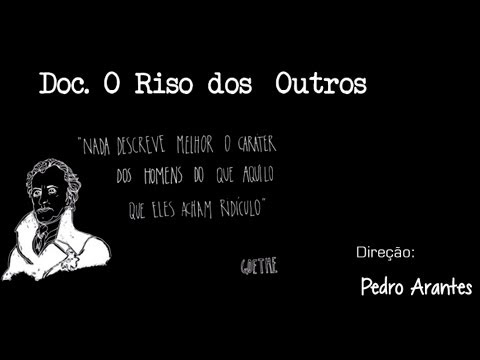 Doc. O Riso dos Outros
"NADA DESCREVE MELHOR O CARATER
DOS HOMENS DO QUE AQUILO
QUE ELES ACHAM RIDÍCULO"
GOETHE
Direção:
Pedro Arantes